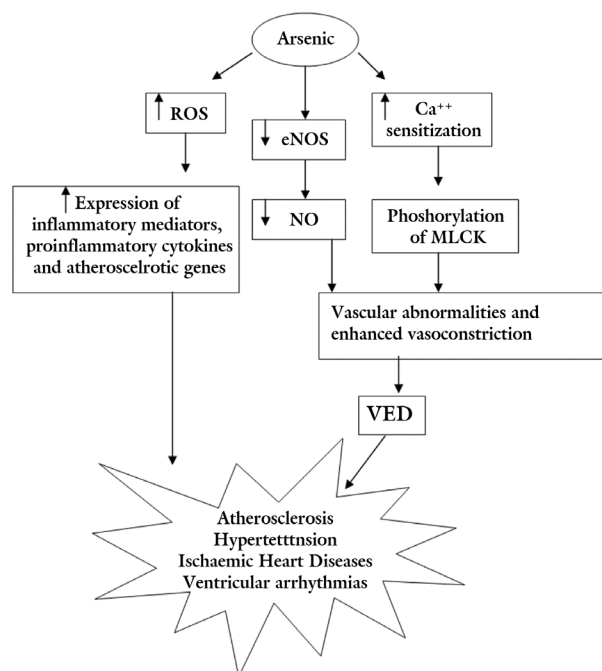 Arsenic
ROS
eNOS
Ca++
sensitization
Expression of
inflammatory mediators,
proinflammatory cytokines
and atheroscelrotic genes
NO
Phoshorylation
of MLCK
Vascular abnormalities and
enhanced vasoconstriction
VED
Atherosclerosis
Hypertetttnsion
Ischaemic Heart Diseases
Ventricular arrhythmias